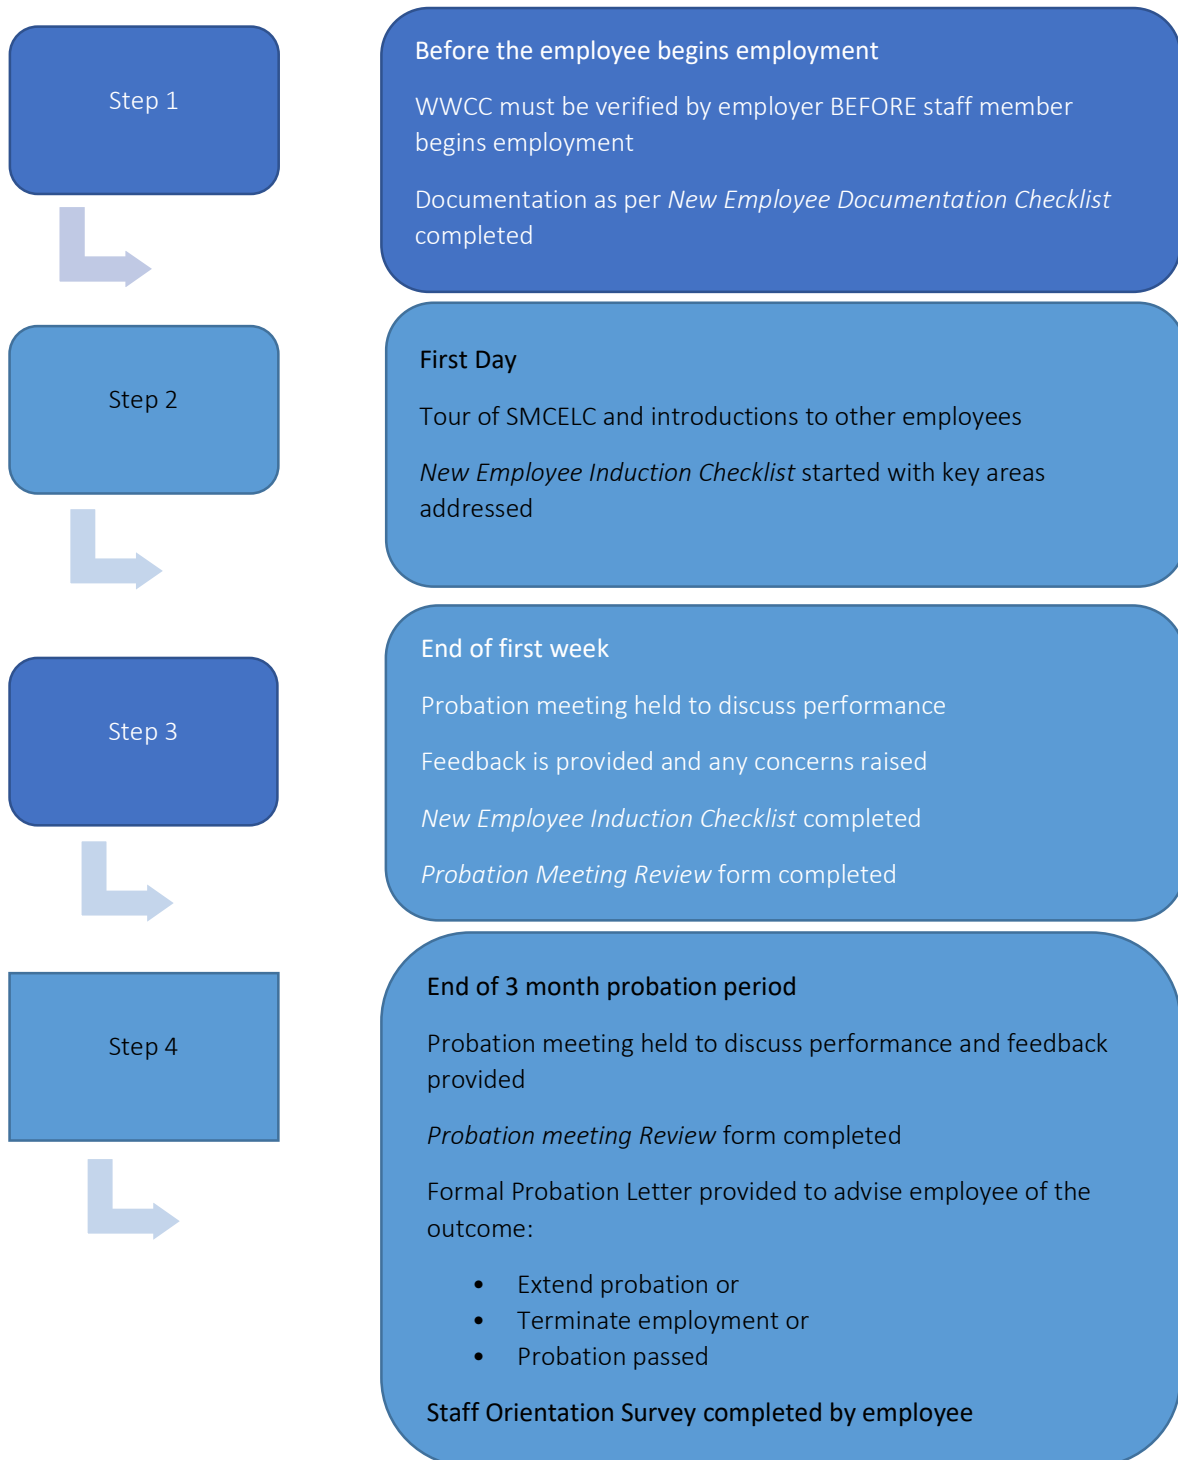 Step 1
Before the employee begins employment
WWCC must be verified by employer BEFORE staff member
begins employment
Documentation as per New Employee Documentation Checklist
completed
Step 2
First Day
Tour of SMCELC and introductions to other employees
New Employee Induction Checklist started with key areas
addressed
Step 3
End of first week
Probation meeting held to discuss performance
Feedback is provided and any concerns raised
New Employee Induction Checklist completed
Probation Meeting Review form completed
Step 4
End of 3 month probation period
Probation meeting held to discuss performance and feedback
provided
Probation meeting Review form completed
Formal Probation Letter provided to advise employee of the
outcome:
• Extend probation or
• Terminate employment or
• Probation passed
Staff Orientation Survey completed by employee